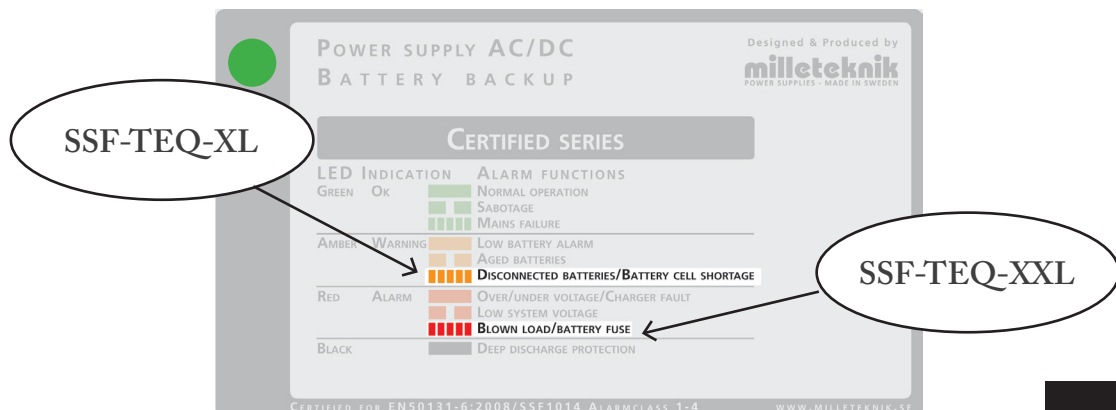 POWER SUPPLY AC/DC
BATTERY BACKUP
Designed & Produced by
milleteknik
POWER SUPPLIES - MADE IN SWEDEN
SSF-TEQ-XL
CERTIFIED SERIES
LED INDICATION ALARM FUNCTIONS
GREEN OK NORMAL OPERATION
SABOTAGE
MAINS FAILURE
AMBER WARNING LOW BATTERY ALARM
AGED BATTERIES
DISCONNECTED BATTERIES/BATTERY CELL SHORTAGE
SSF-TEQ-XXL
RED ALARM OVER/UNDER VOLTAGE/CHARGER FAULT
LOW SYSTEM VOLTAGE
BLOWN LOAD/BATTERY FUSE
BLACK DEEP DISCHARGE PROTECTION
CERTIFIED FOR EN50131-6:2008/SSF1014 ALARMCLASS 1-4
WWW.MILLETEKNIK.SE